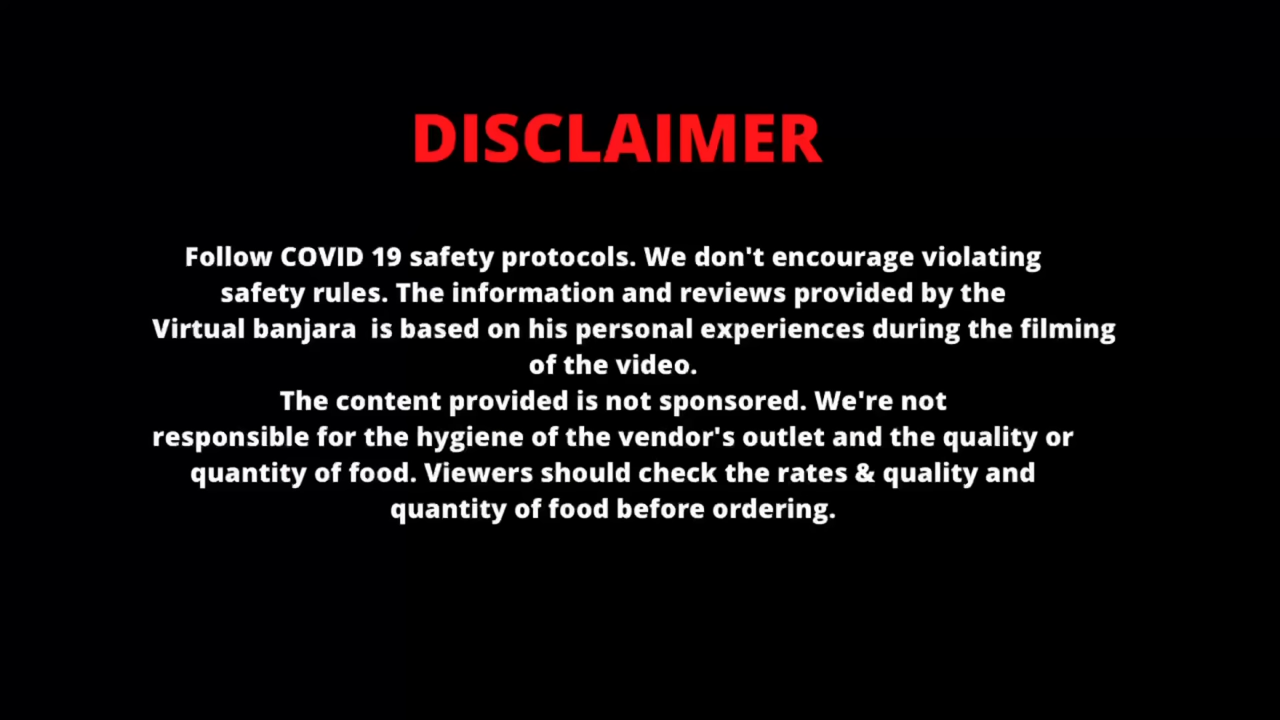 DISCLAIMER
Follow COVID 19 safety protocols. We don't encourage violating
safety rules. The information and reviews provided by the
Virtual banjara  is based on his personal experiences during the filming
of the video.
The content provided is not sponsored. We're not
responsible for the hygiene of the vendor's outlet and the quality or
quantity of food. Viewers should check the rates & quality and
quantity of food before ordering.